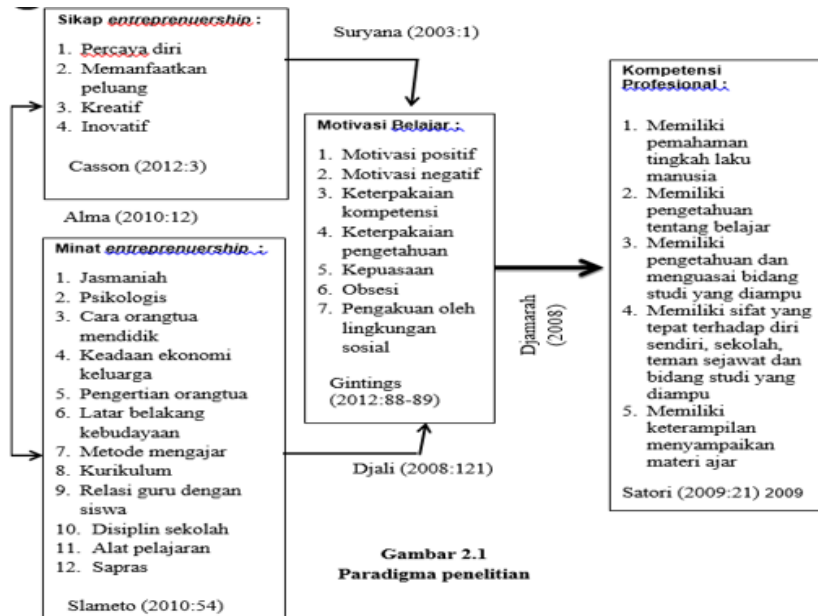 Sikap entreprenuership :
1. Percaya diri
2. Memanfaatkan
peluang
3. Kreatif
4. Inovatif
Casson (2012:3)
Suryana (2003:1)
Alma (2010:12)
Minat entreprenuership :
1. Jasmaniah
2. Psikologis
3. Cara orangtua
mendidik
4. Keadaan ekonomi
keluarga
5. Pengertian orangtua
6. Latar belakang
kebudayaan
7. Metode mengajar
8. Kurikulum
9. Relasi guru dengan
siswa
10. Disiplin sekolah
11. Alat pelajaran
12. Sapras
Slameto (2010:54)
Motivasi Belajar :
1. Motivasi positif
2. Motivasi negatif
3. Keterpakaian
kompetensi
4. Keterpakaian
pengetahuan
5. Kepuasaan
6. Obsesi
7. Pengakuan oleh
lingkungan
sosial
Gintings
(2012:88-89)
Djali (2008:121)
Djamarah
(2008)
Kompetensi
Profesional :
1. Memiliki
pemahaman
tingkah laku
manusia
2. Memiliki
pengetahuan
tentang belajar
3. Memiliki
pengetahuan dan
menguasai bidang
studi yang diampu
4. Memiliki sifat yang
tepat terhadap diri
sendiri, sekolah,
teman sejawat dan
bidang studi yang
diampu
5. Memiliki
keterampilan
menyampaikan
materi ajar
Satori (2009:21) 2009
Gambar 2.1
Paradigma penelitian